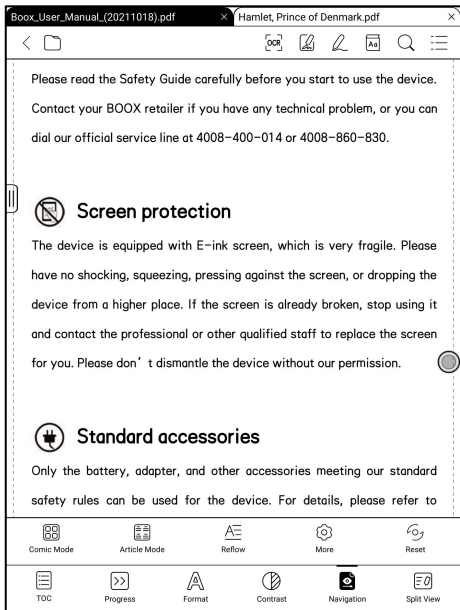 Boox_User_Manual_(20211018).pdf
Hamlet, Prince of Denmark.pdf
OCR
Aa
Please read the Safety Guide carefully before you start to use the device.
Contact your BOOX retailer if you have any technical problem, or you can
dial our official service line at 4008-400-014 or 4008-860-830.
Screen protection
The device is equipped with E-ink screen, which is very fragile. Please
have no shocking, squeezing, pressing against the screen, or dropping the
device from a higher place. If the screen is already broken, stop using it
and contact the professional or other qualified staff to replace the screen
for you. Please don't dismantle the device without our permission.
Standard accessories
Only the battery, adapter, and other accessories meeting our standard
safety rules can be used for the device. For details, please refer to
Comic Mode Article Mode Reflow More Reset
TOC Progress Format Contrast Navigation Split View